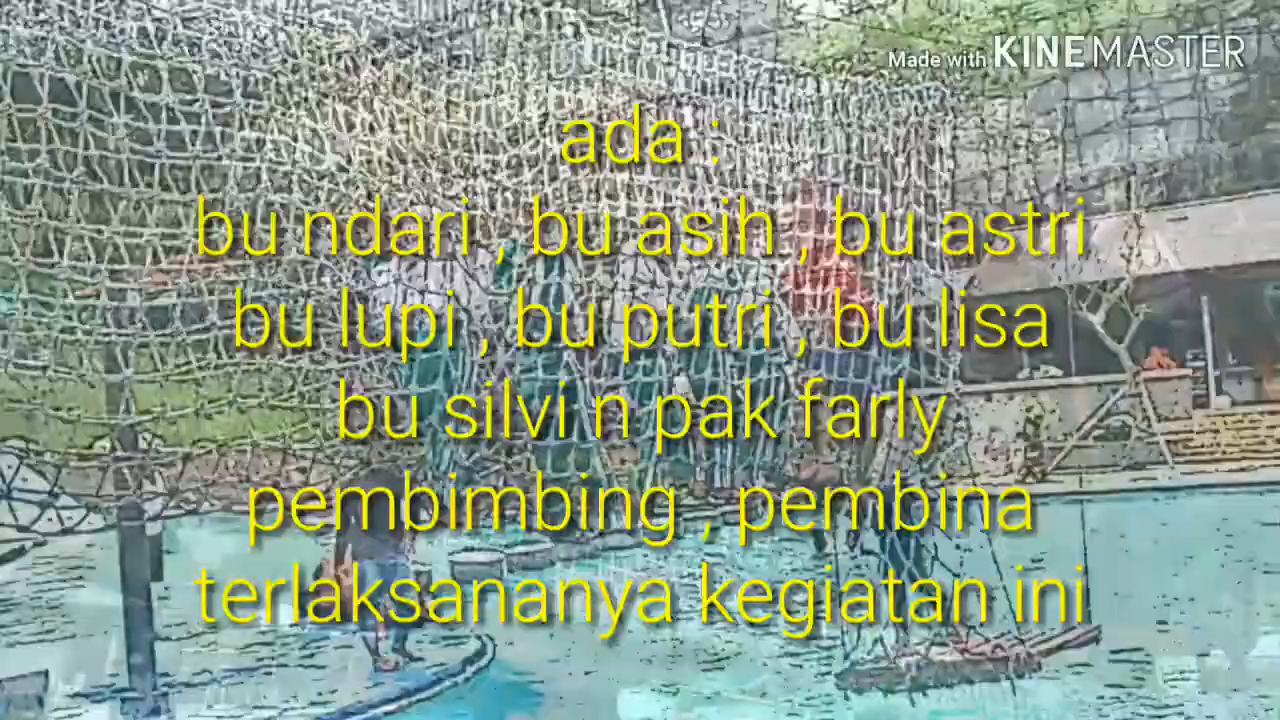 Made with KINEMASTER
ada :
bu ndari , bu asih , bu astri
bu lupi , bu putri , bu lisa
bu silvi n pak farly
pembimbing , pembina
terlaksananya kegiatan ini